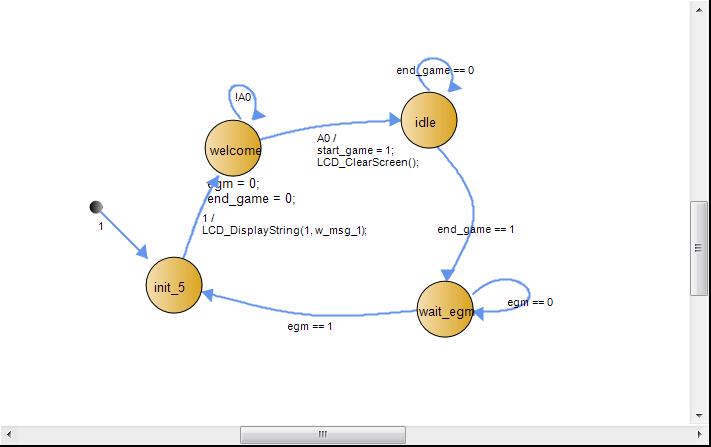 end_game == 0
!A0
idle
welcome
A0 /
start_game = 1;
LCD_ClearScreen();
egm = 0;
end_game = 0;
1 /
LCD_DisplayString(1, w_msg_1);
1
end_game == 1
init_5
wait_egm
egm == 0
egm == 1